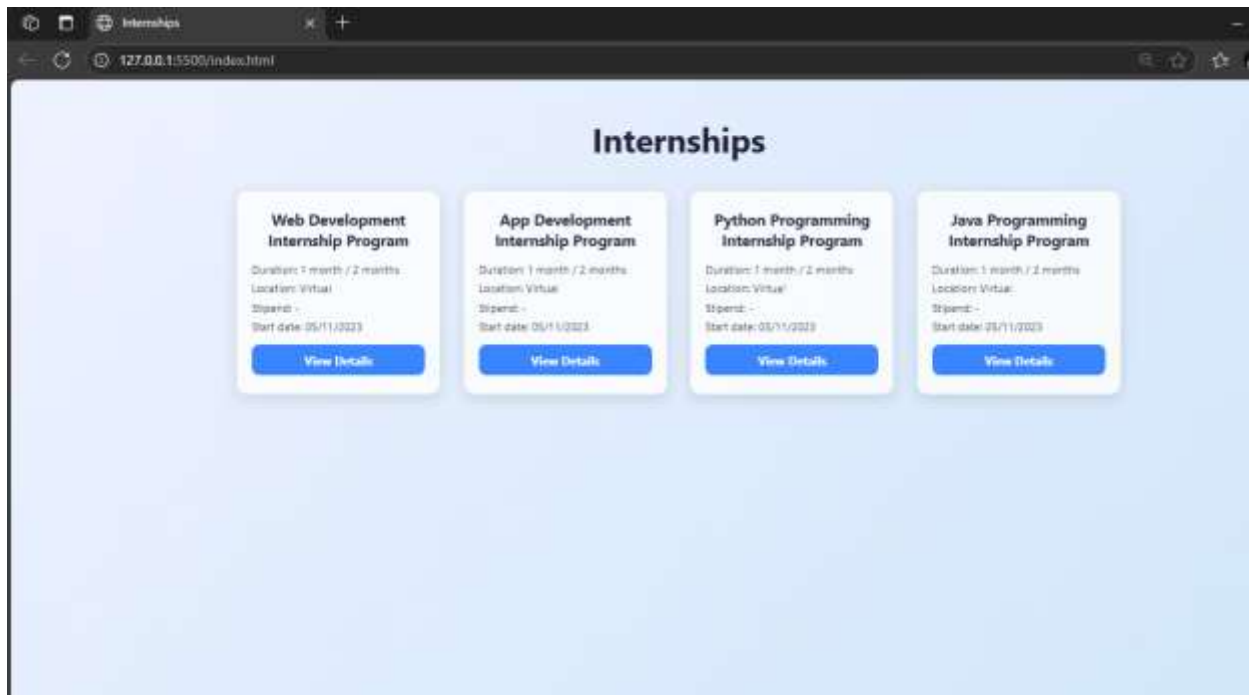 Internships
127.0.0.1:5500/index.html
Internships
Web Development
Internship Program
Duration: 1 month / 2 months
Location: Virtual
Stipend: -
Start date: 05/11/2023
View Details
App Development
Internship Program
Duration: 1 month / 2 months
Location: Virtual
Stipend: -
Start date: 05/11/2023
View Details
Python Programming
Internship Program
Duration: 1 month / 2 months
Location: Virtual
Stipend: -
Start date: 05/11/2023
View Details
Java Programming
Internship Program
Duration: 1 month / 2 months
Location: Virtual
Stipend: -
Start date:
View Details